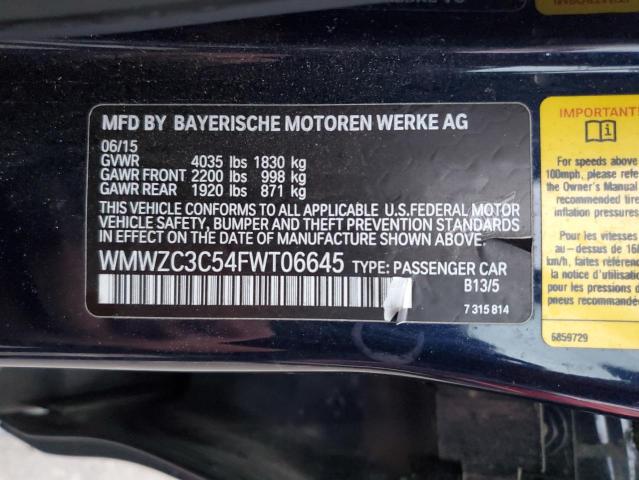 MFD BY BAYERISCHE MOTOREN WERKE AG
06/15
GVWR 4035 lbs 1830 kg
GAWR FRONT 2200 lbs 998 kg
GAWR REAR 1920 lbs 871 kg
THIS VEHICLE CONFORMS TO ALL APPLICABLE U.S.FEDERAL MOTOR
VEHICLE SAFETY, BUMPER AND THEFT PREVENTION STANDARDS
IN EFFECT ON THE DATE OF MANUFACTURE SHOWN ABOVE.
WMWZC3C54FWT06645 TYPE: PASSENGER CAR
B13/5
7 315 814
IMPORTANT
For speeds above
100mph, please refe
the Owner's Manual
recommended tire
inflation pressures
Pour les vitesses
au-dessus de 16
km/h, veuillez
la notice d'utilisati
pour les pressions d
pneus recommandé
6859729